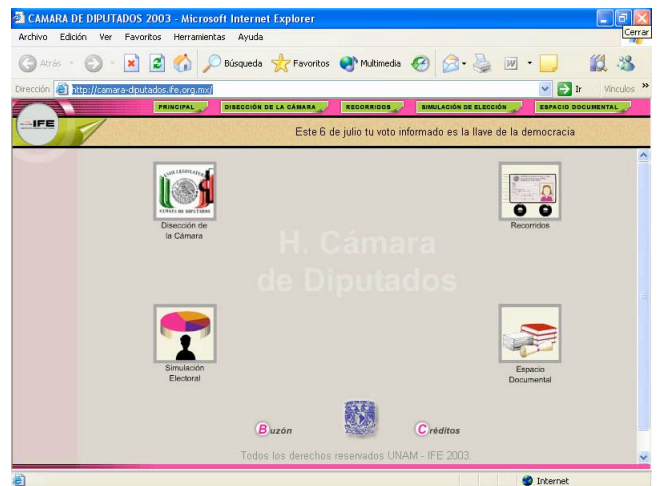 CAMARA DE DIPUTADOS 2003 - Microsoft Internet Explorer
Cerrar
Archivo Edición Ver Favoritos Herramientas Ayuda
Atrás Búsqueda Favoritos Multimedia
Dirección http://camara-diputados.ife.org.mx/ Ir Vínculos »
PRINCIPAL DISECCIÓN DE LA CÁMARA RECORRIDOS SIMULACIÓN DE ELECCIÓN ESPACIO DOCUMENTAL
IFE
Este 6 de julio tu voto informado es la llave de la democracia
CAMARA DE DIPUTADOS
Disección de
la Cámara
Recorridos
H. Cámara
de Diputados
Simulación
Electoral
Espacio
Documental
Buzón
Créditos
Todos los derechos reservados UNAM - IFE 2003.
Internet